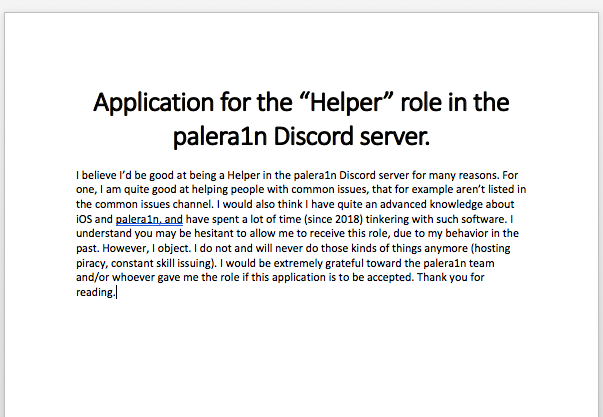 Application for the “Helper” role in the
palera1n Discord server.
I believe I’d be good at being a Helper in the palera1n Discord server for many reasons. For
one, I am quite good at helping people with common issues, that for example aren’t listed in
the common issues channel. I would also think I have quite an advanced knowledge about
iOS and palera1n, and have spent a lot of time (since 2018) tinkering with such software. I
understand you may be hesitant to allow me to receive this role, due to my behavior in the
past. However, I object. I do not and will never do those kinds of things anymore (hosting
piracy, constant skill issuing). I would be extremely grateful toward the palera1n team
and/or whoever gave me the role if this application is to be accepted. Thank you for
reading.